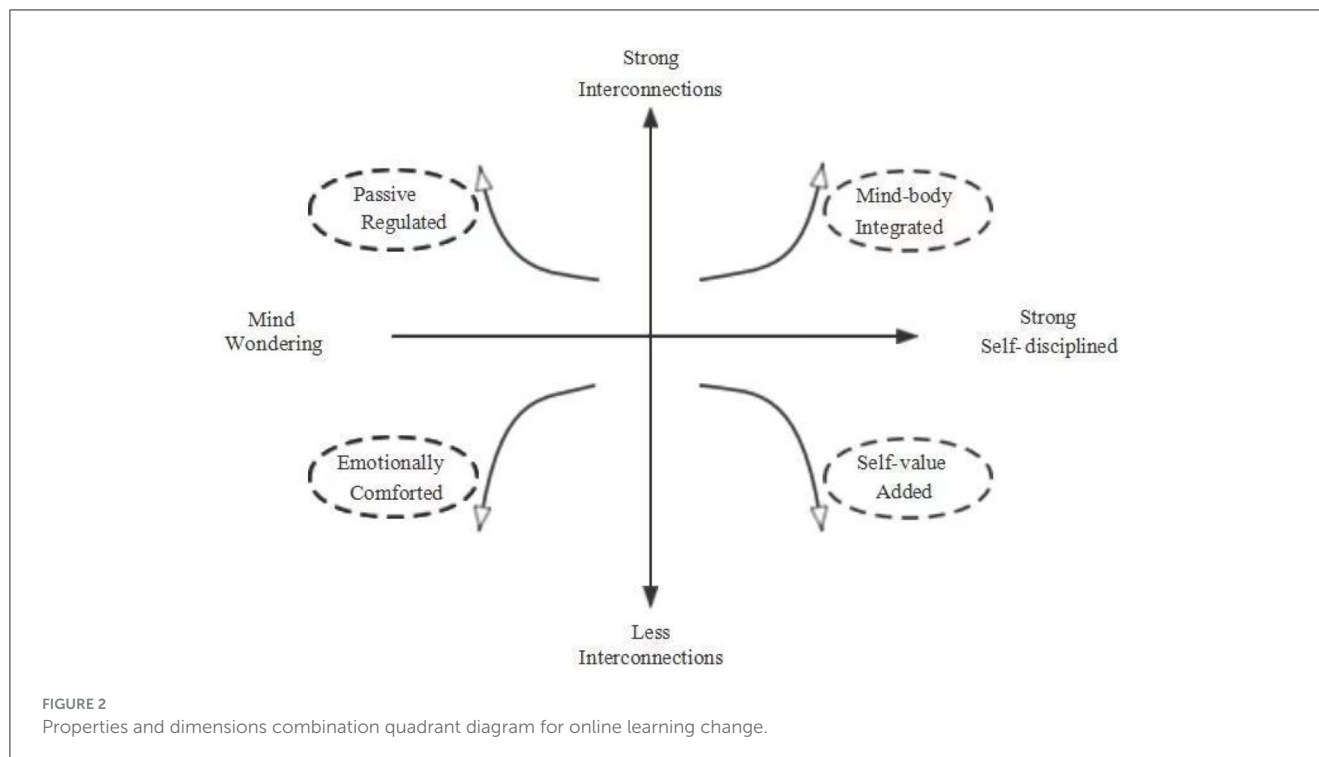 Strong
Interconnections
Passive
Regulated
Mind-body
Integrated
Mind
Wondering
Strong
Self-disciplined
Emotionally
Comforted
Self-value
Added
Less
Interconnections
FIGURE 2
Properties and dimensions combination quadrant diagram for online learning change.